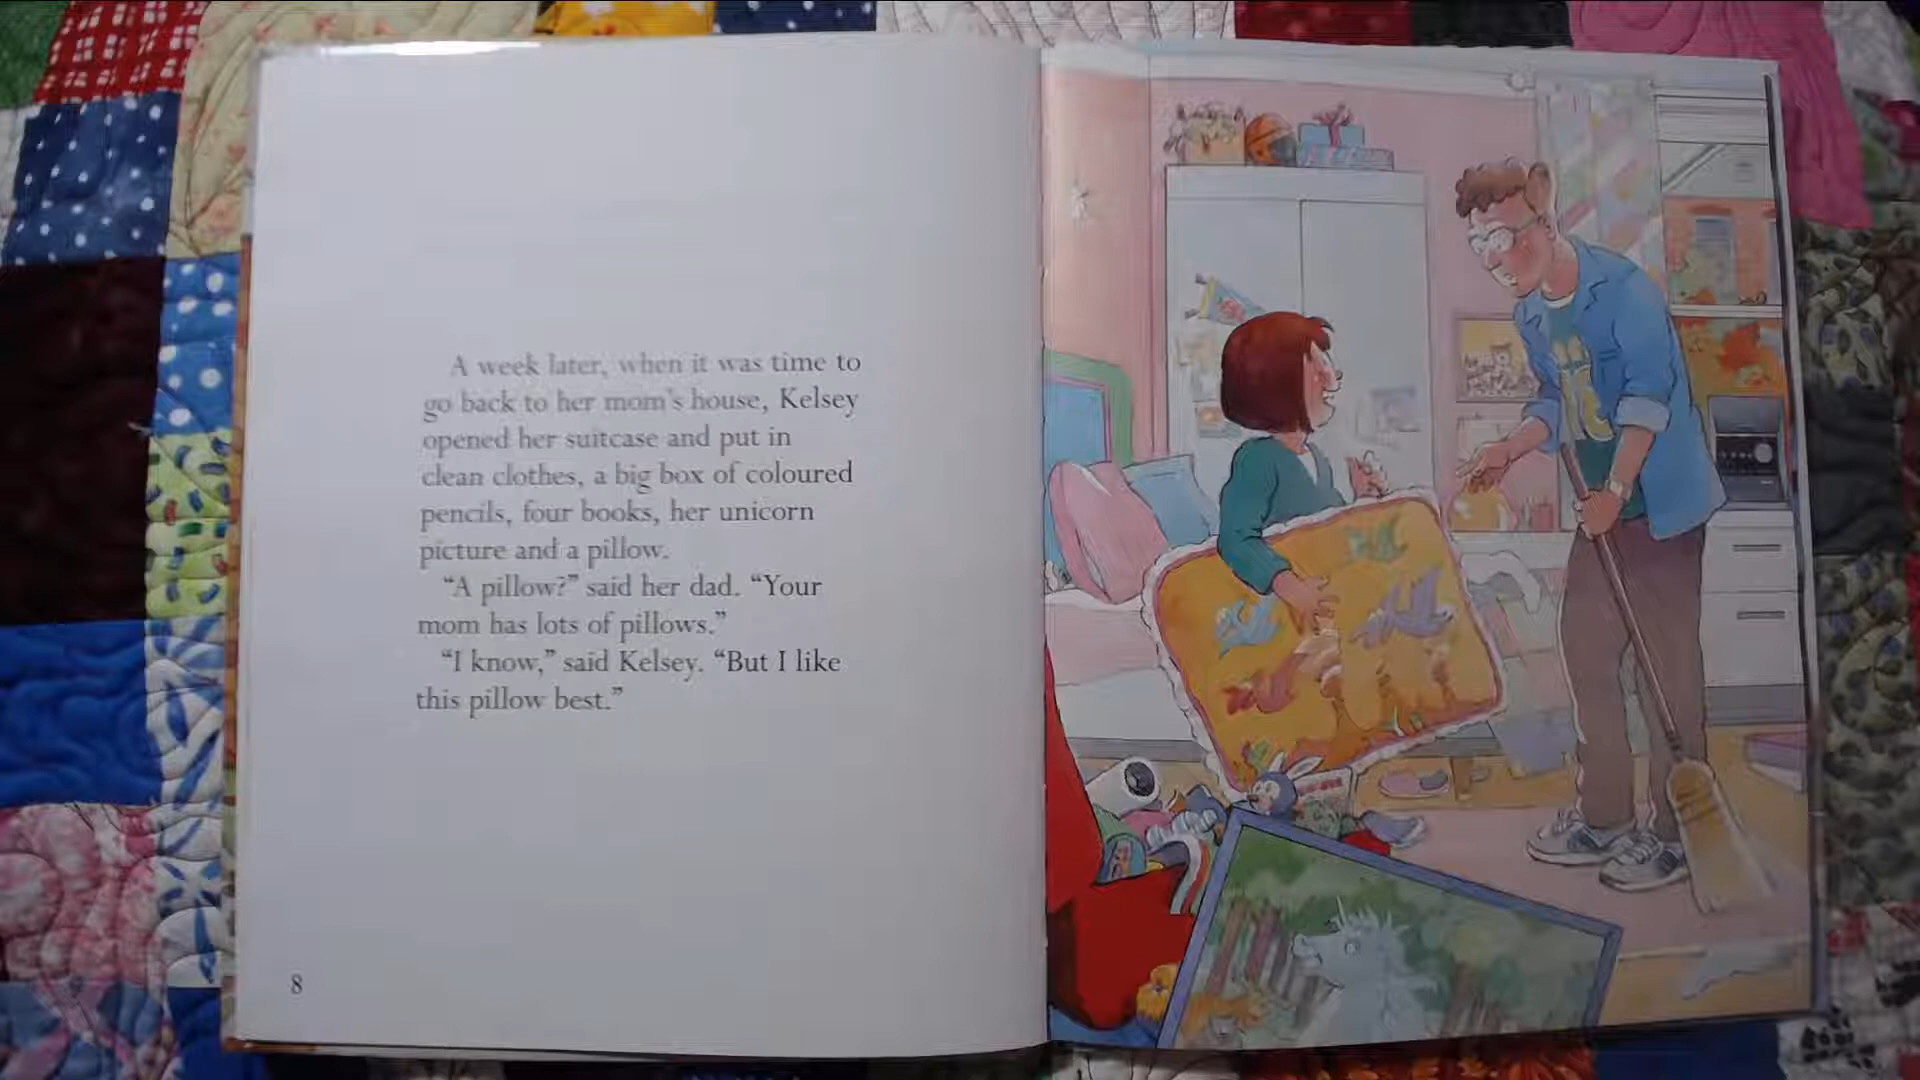 A week later, when it was time to
go back to her mom's house, Kelsey
opened her suitcase and put in
clean clothes, a big box of coloured
pencils, four books, her unicorn
picture and a pillow.
“A pillow?” said her dad. “Your
mom has lots of pillows.”
“I know,” said Kelsey. “But I like
this pillow best.”
8